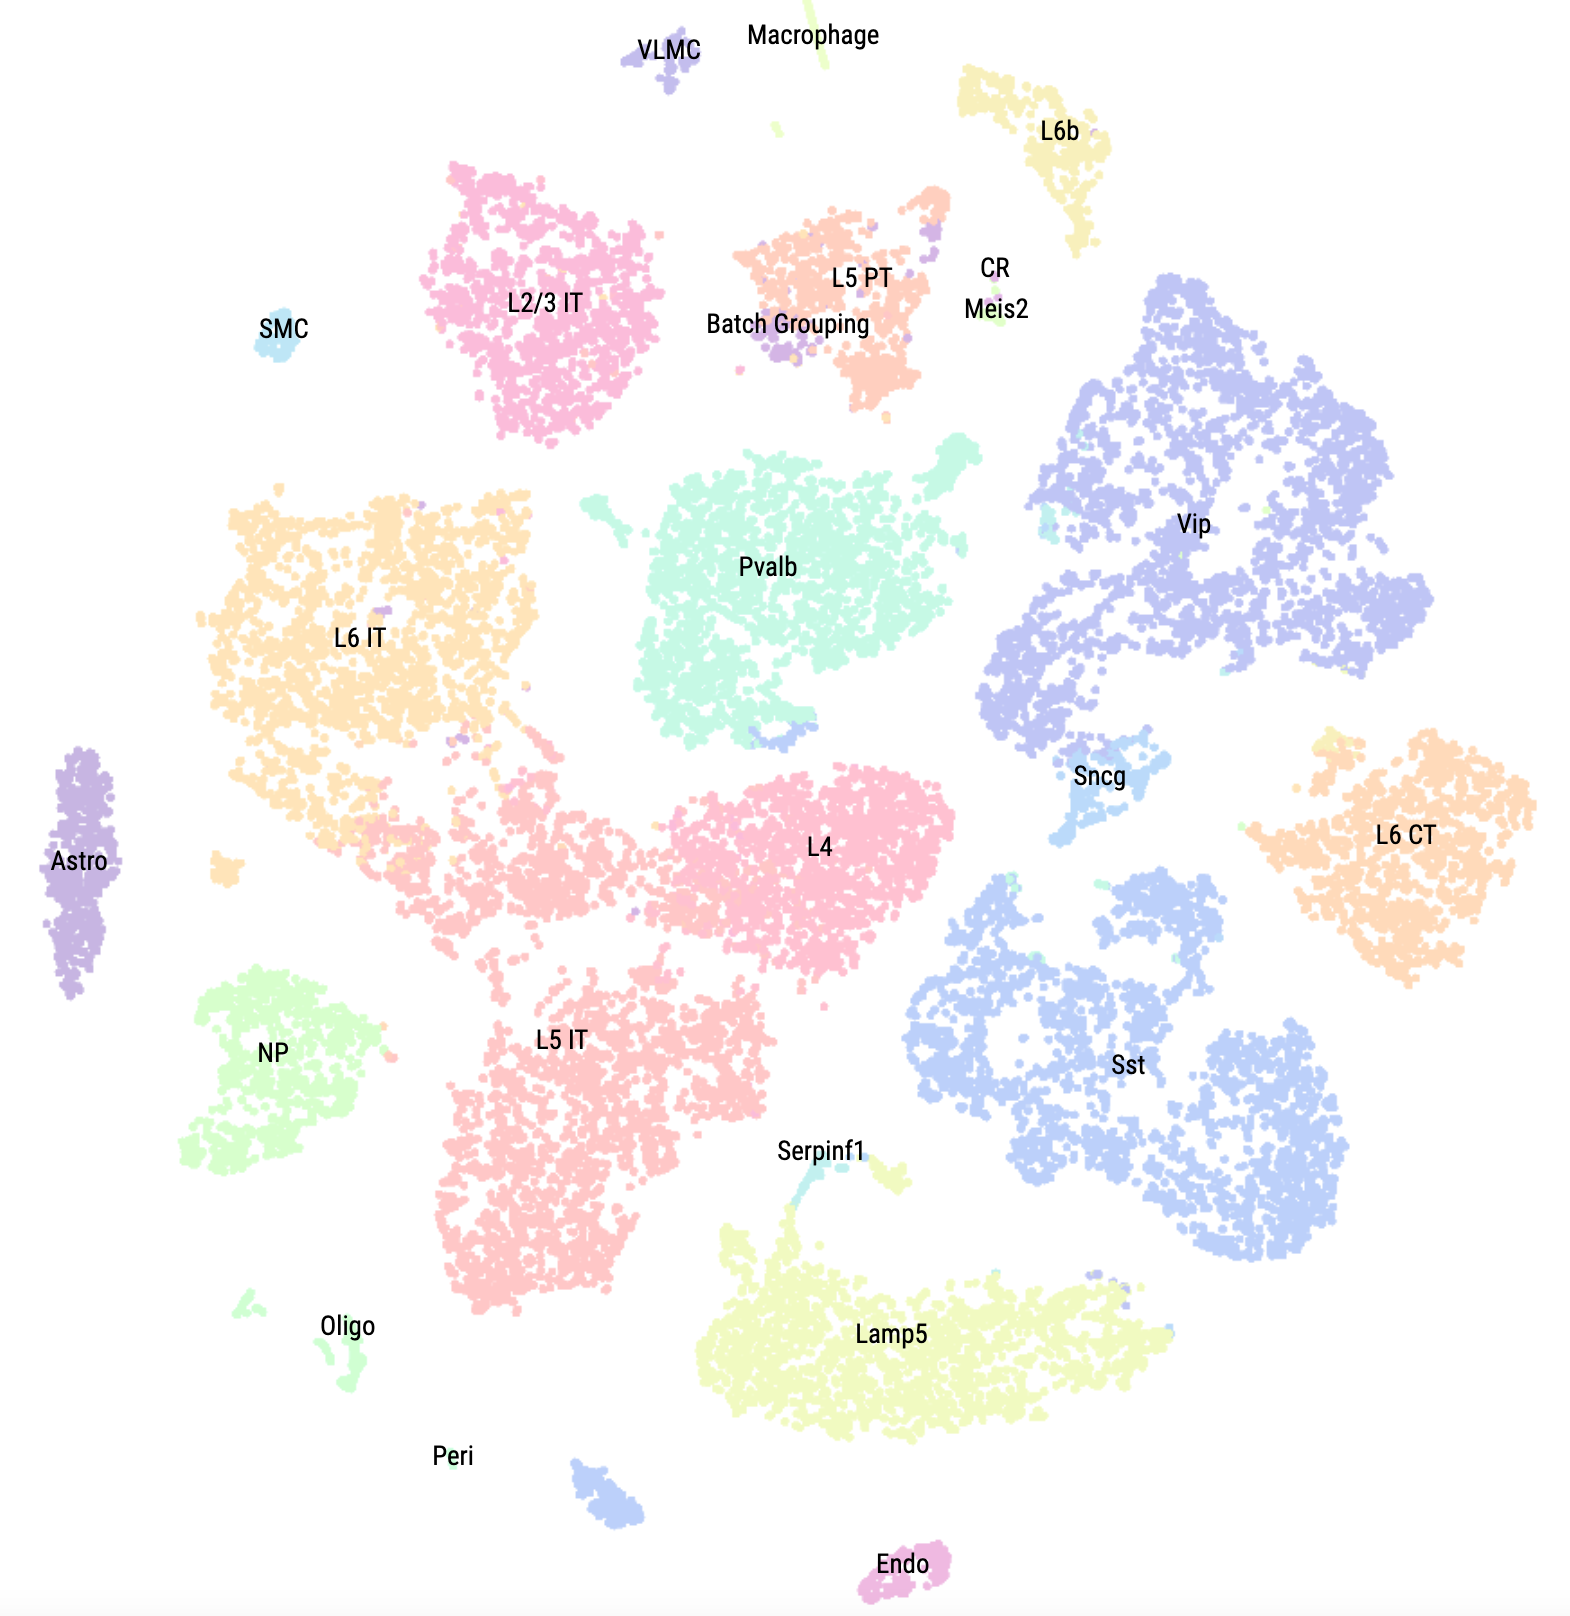 Macrophage
VLMC
L6b
CR
L5 PT
L2/3 IT
Meis2
Batch Grouping
SMC
Vip
Pvalb
L6 IT
Sncg
L6 CT
L4
Astro
L5 IT
NP
Sst
Serpinf1
Oligo
Lamp5
Peri
Endo